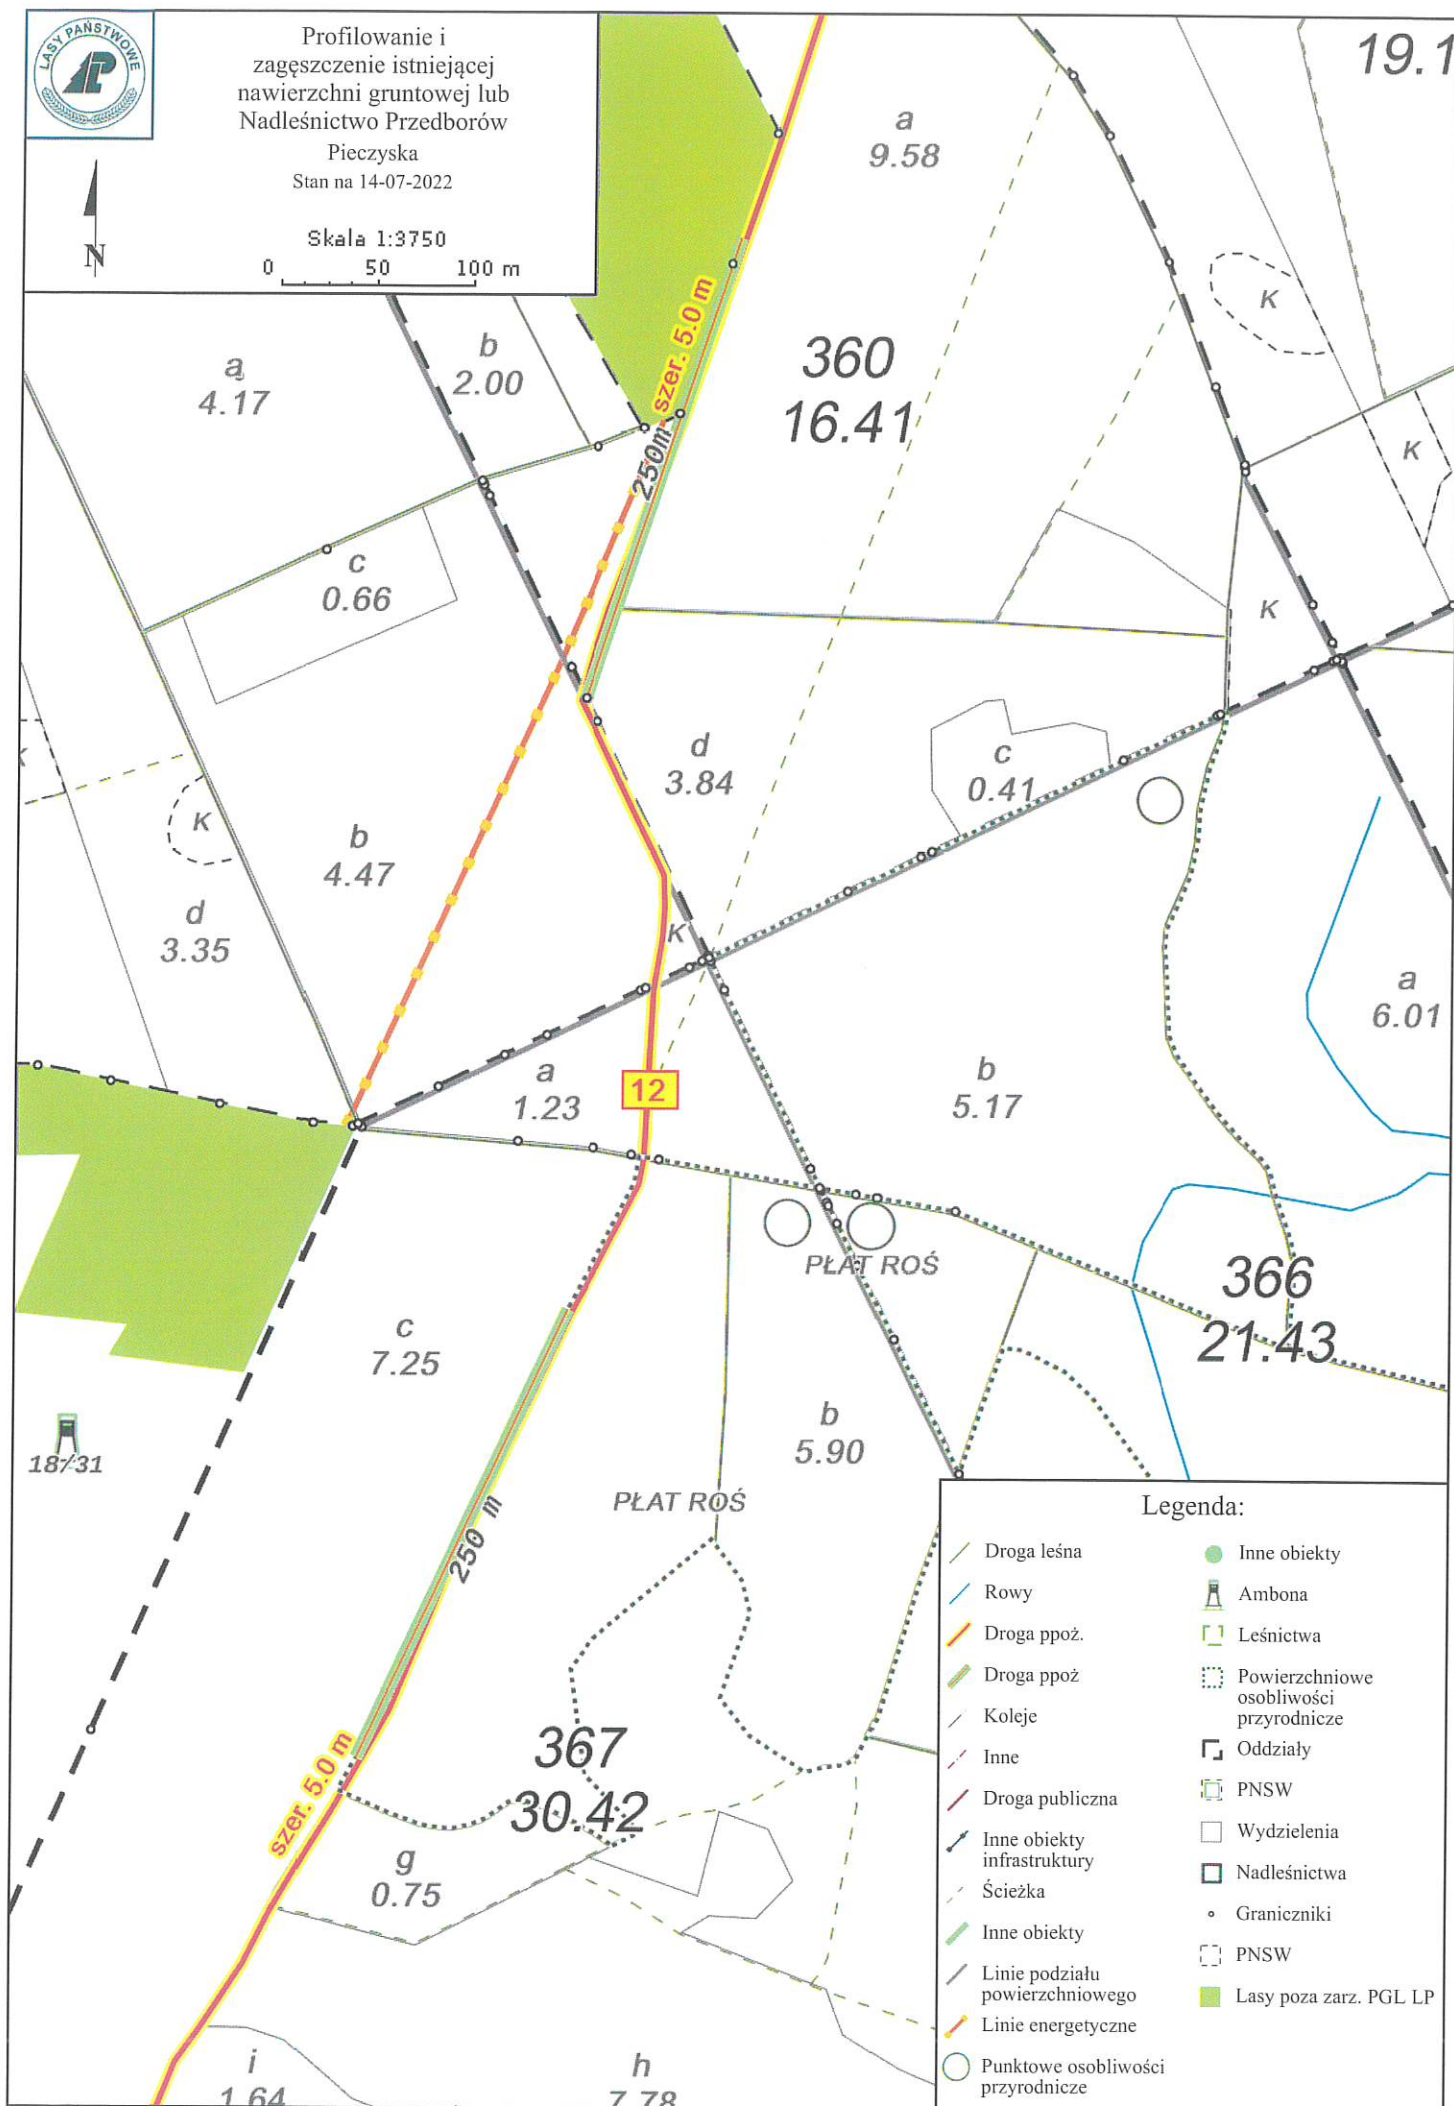 LASY PAŃSTWOWE
Profilowanie i
zagęszczenie istniejącej
nawierzchni gruntowej lub
Nadleśnictwo Przedborów
Pieczyska
Stan na 14-07-2022
Skala 1:3750
0 50 100 m
N
19.1
a
9.58
K
szer. 5.0 m
250m
360
16.41
a
4.17
b
2.00
K
c
0.66
K
d
3.84
c
0.41
K
b
4.47
d
3.35
K
a
6.01
a
1.23
12
b
5.17
PŁAT ROŚ
366
21.43
c
7.25
b
5.90
18/31
250 m
PŁAT ROŚ
szer. 5.0 m
367
30.42
g
0.75
i
1.64
h
7.78
Legenda:
Droga leśna
Rowy
Droga ppoż.
Droga ppoż
Koleje
Inne
Droga publiczna
Inne obiekty
infrastruktury
Ścieżka
Inne obiekty
Linie podziału
powierzchniowego
Linie energetyczne
Punktowe osobliwości
przyrodnicze
Inne obiekty
Ambona
Leśnictwa
Powierzchniowe
osobliwości
przyrodnicze
Oddziały
PNSW
Wydzielenia
Nadleśnictwa
Graniczniki
PNSW
Lasy poza zarz. PGL LP